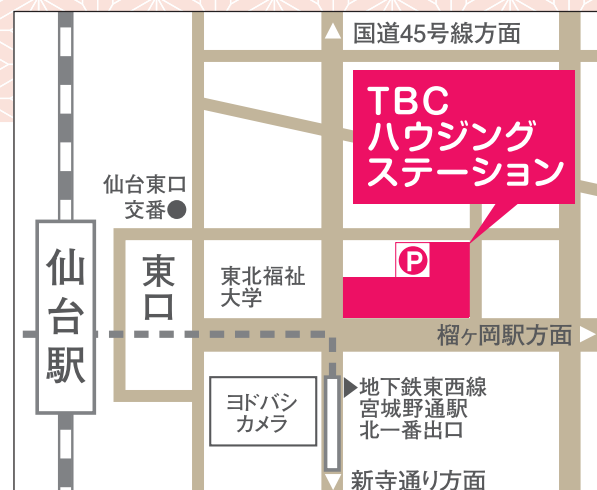 国道45号線方面
TBC
ハウジング
ステーション
仙台東口
交番
仙台駅
東口
東北福祉
大学
P
榴ヶ岡駅方面
ヨドバシ
カメラ
地下鉄東西線
宮城野通駅
北一番出口
新寺通り方面